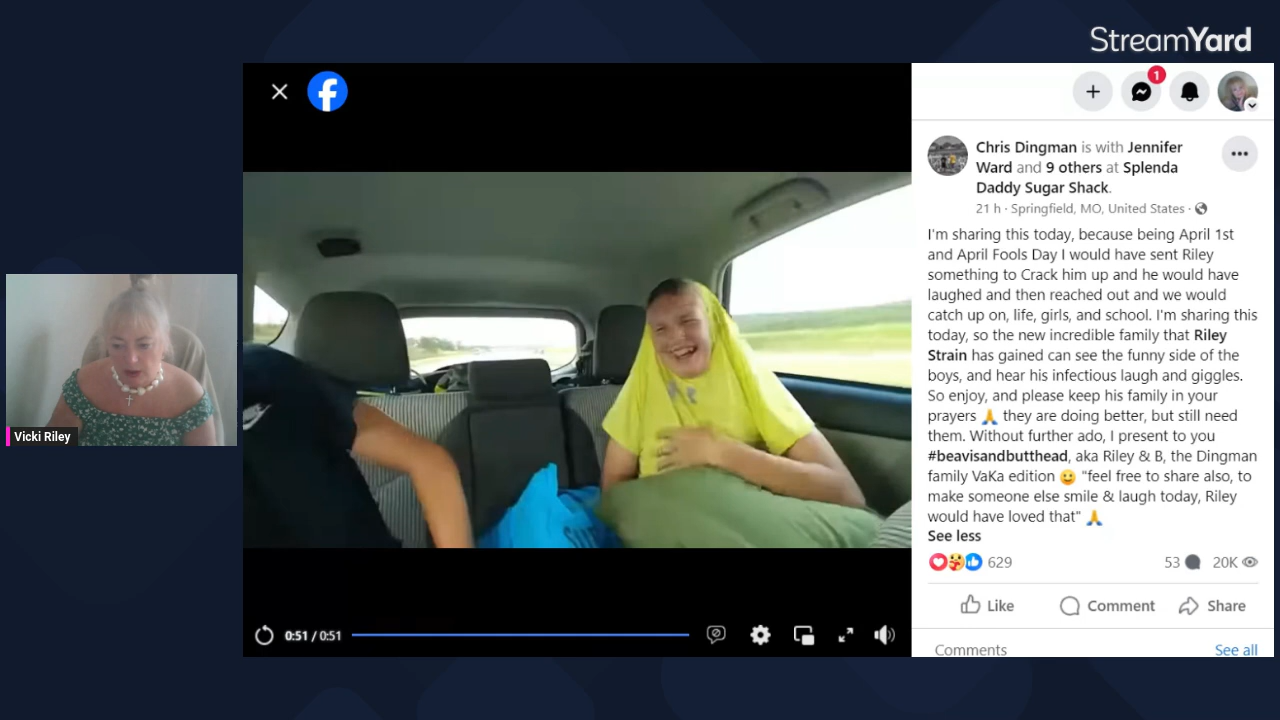 StreamYard
1
Chris Dingman is with Jennifer
Ward and 9 others at Splenda
Daddy Sugar Shack.
21 h · Springfield, MO, United States ·
I'm sharing this today, because being April 1st
and April Fools Day I would have sent Riley
something to Crack him up and he would have
laughed and then reached out and we would
catch up on, life, girls, and school. I'm sharing this
today, so the new incredible family that Riley
Strain has gained can see the funny side of the
boys, and hear his infectious laugh and giggles.
So enjoy, and please keep his family in your
prayers 🙏 they are doing better, but still need
them. Without further ado, I present to you
#beavisandbutthead, aka Riley & B, the Dingman
family VaKa edition 😉 "feel free to share also, to
make someone else smile & laugh today, Riley
would have loved that" 🙏
See less
629 53 20K
Like Comment Share
Comments See all
0:51 / 0:51
Vicki Riley